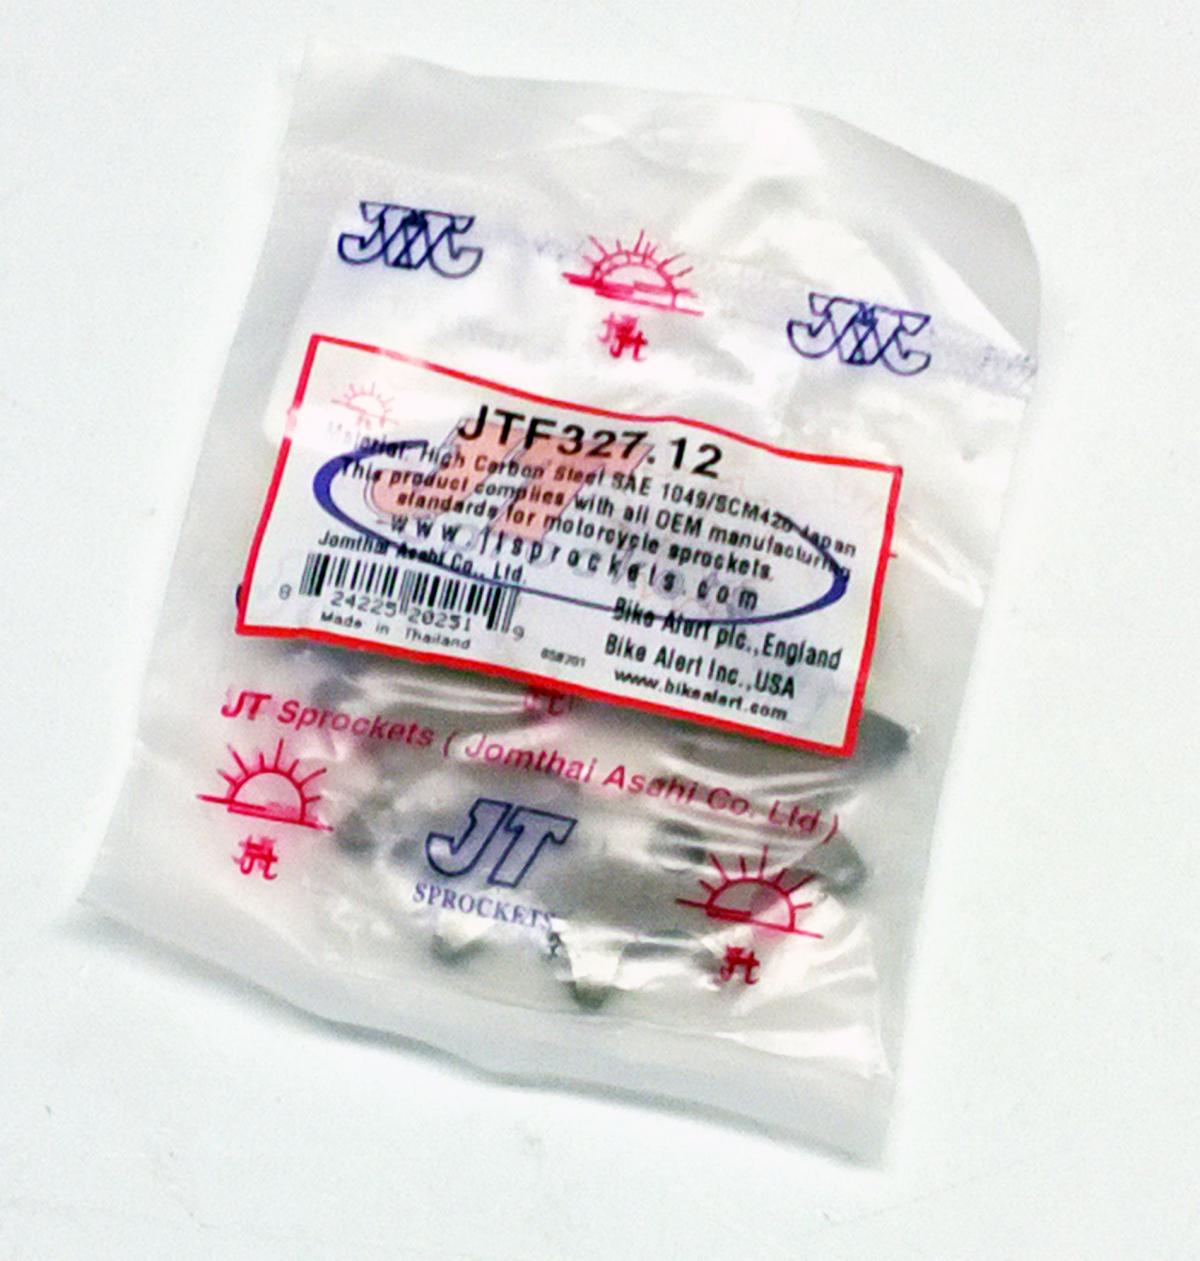 JTF327.12
Material: High Carbon Steel SAE 1049/SCM420 Japan
This product complies with all OEM manufacturing
standards for motorcycle sprockets.
www.jtsprockets.com
Jomthai Asahi Co., Ltd.
8 24225 20251 9
Made in Thailand
Bike Alert plc., England
Bike Alert Inc., USA
www.bikealert.com
JT Sprockets ( Jomthai Asahi Co. Ltd )
JT
SPROCKETS